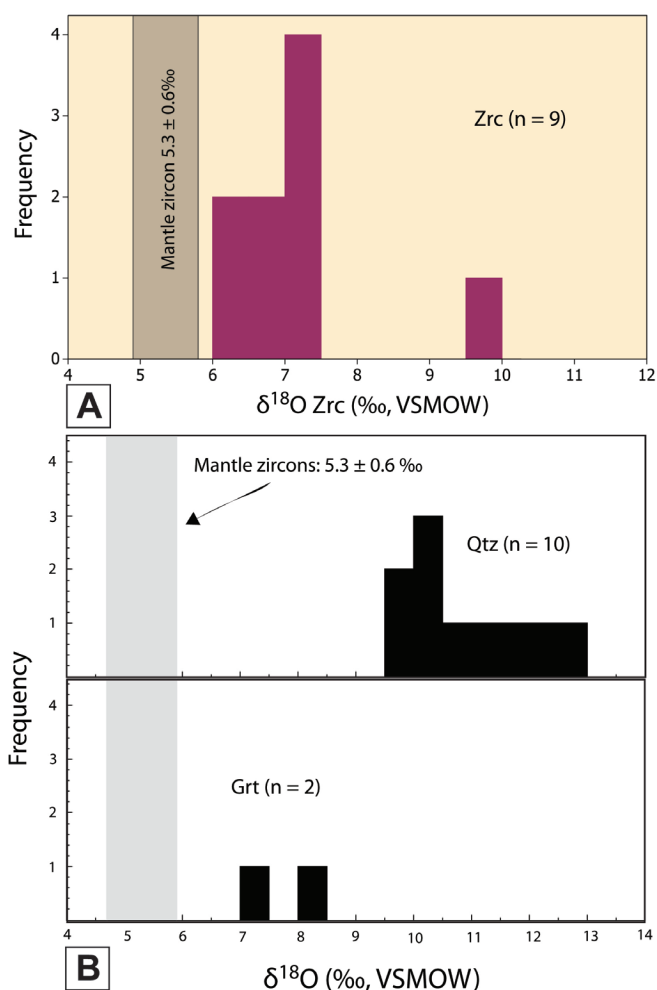 4
3
2
1
0
Frequency
Mantle zircon 5.3 ± 0.6‰
Zrc (n = 9)
4 5 6 7 8 9 10 11 12
δ¹⁸O Zrc (‰, VSMOW)
A
4
3
2
1
Mantle zircons: 5.3 ± 0.6 ‰
Qtz (n = 10)
Frequency
4
3
2
1
Grt (n = 2)
4 5 6 7 8 9 10 11 12 13 14
δ¹⁸O (‰, VSMOW)
B